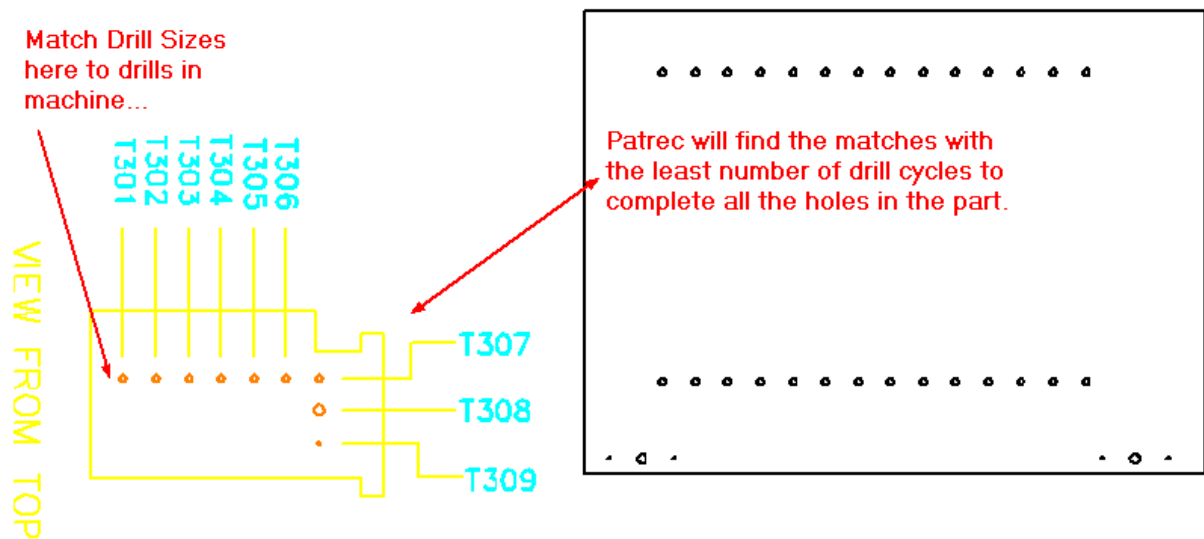 Match Drill Sizes
here to drills in
machine...
T301
T302
T303
T304
T305
T306
Patrec will find the matches with
the least number of drill cycles to
complete all the holes in the part.
VIEW FROM TOP
T307
T308
T309